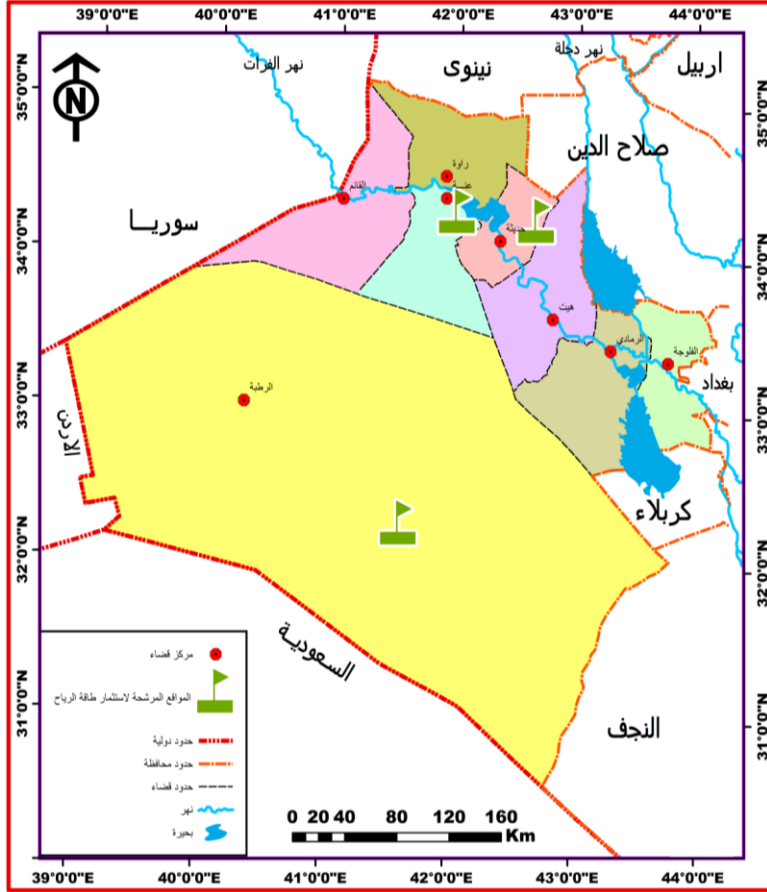 40°0'0"E 41°0'0"E 42°0'0"E 43°0'0"E 44°0'0"E
35°0'0"N
34°0'0"N
33°0'0"N
32°0'0"N
31°0'0"N
35°0'0"N
34°0'0"N
33°0'0"N
32°0'0"N
31°0'0"N
N
نهر الفرات
نينوى
نهر دجلة
اربيل
صلاح الدين
راوة
عنـــة
القائم
سوريـــا
حديثة
هيت
الرمادي
الفلوجة
بغداد
الرطبة
الاردن
كربلاء
السعودية
النجف
مركز قضاء
المواقع المرشحة لاستثمار طاقة الرياح
حدود دولية
حدود محافظة
حدود قضاء
نهر
بحيرة
0 20 40 80 120 160
Km
39°0'0"E 40°0'0"E 41°0'0"E 42°0'0"E 43°0'0"E 44°0'0"E